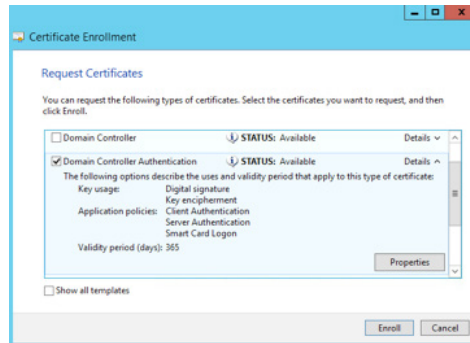 Certificate Enrollment
Request Certificates
You can request the following types of certificates. Select the certificates you want to request, and then
click Enroll.
Domain Controller STATUS: Available Details
Domain Controller Authentication STATUS: Available Details
The following options describe the uses and validity period that apply to this type of certificate:
Key usage: Digital signature
Key encipherment
Application policies: Client Authentication
Server Authentication
Smart Card Logon
Validity period (days): 365
Properties
Show all templates
Enroll Cancel